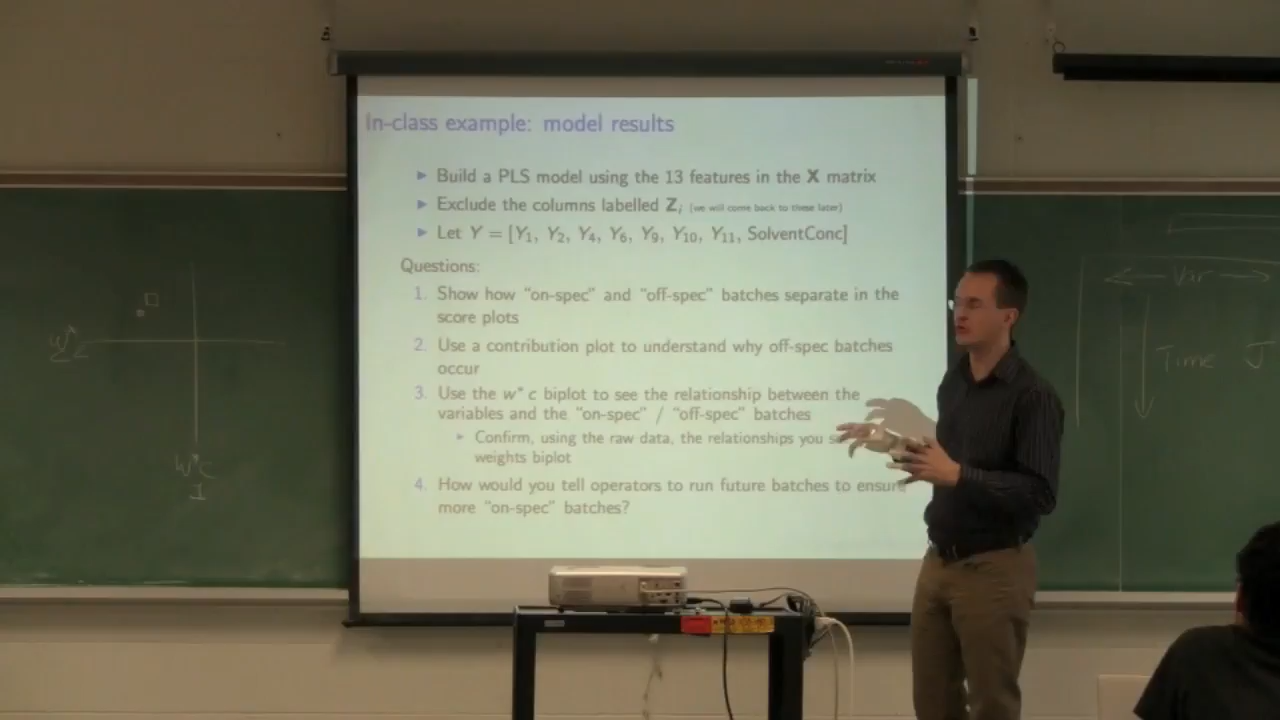 In-class example: model results
Build a PLS model using the 13 features in the X matrix
Exclude the columns labelled Zi (we will come back to these later)
Let Y = [Y1, Y2, Y4, Y6, Y9, Y10, Y11, SolventConc]
Questions:
1. Show how "on-spec" and "off-spec" batches separate in the
score plots
2. Use a contribution plot to understand why off-spec batches
occur
3. Use the w*c biplot to see the relationship between the
variables and the "on-spec" / "off-spec" batches
Confirm, using the raw data, the relationships you
weights biplot
4. How would you tell operators to run future batches to ensure
more "on-spec" batches?
w*c
1
Var
Time